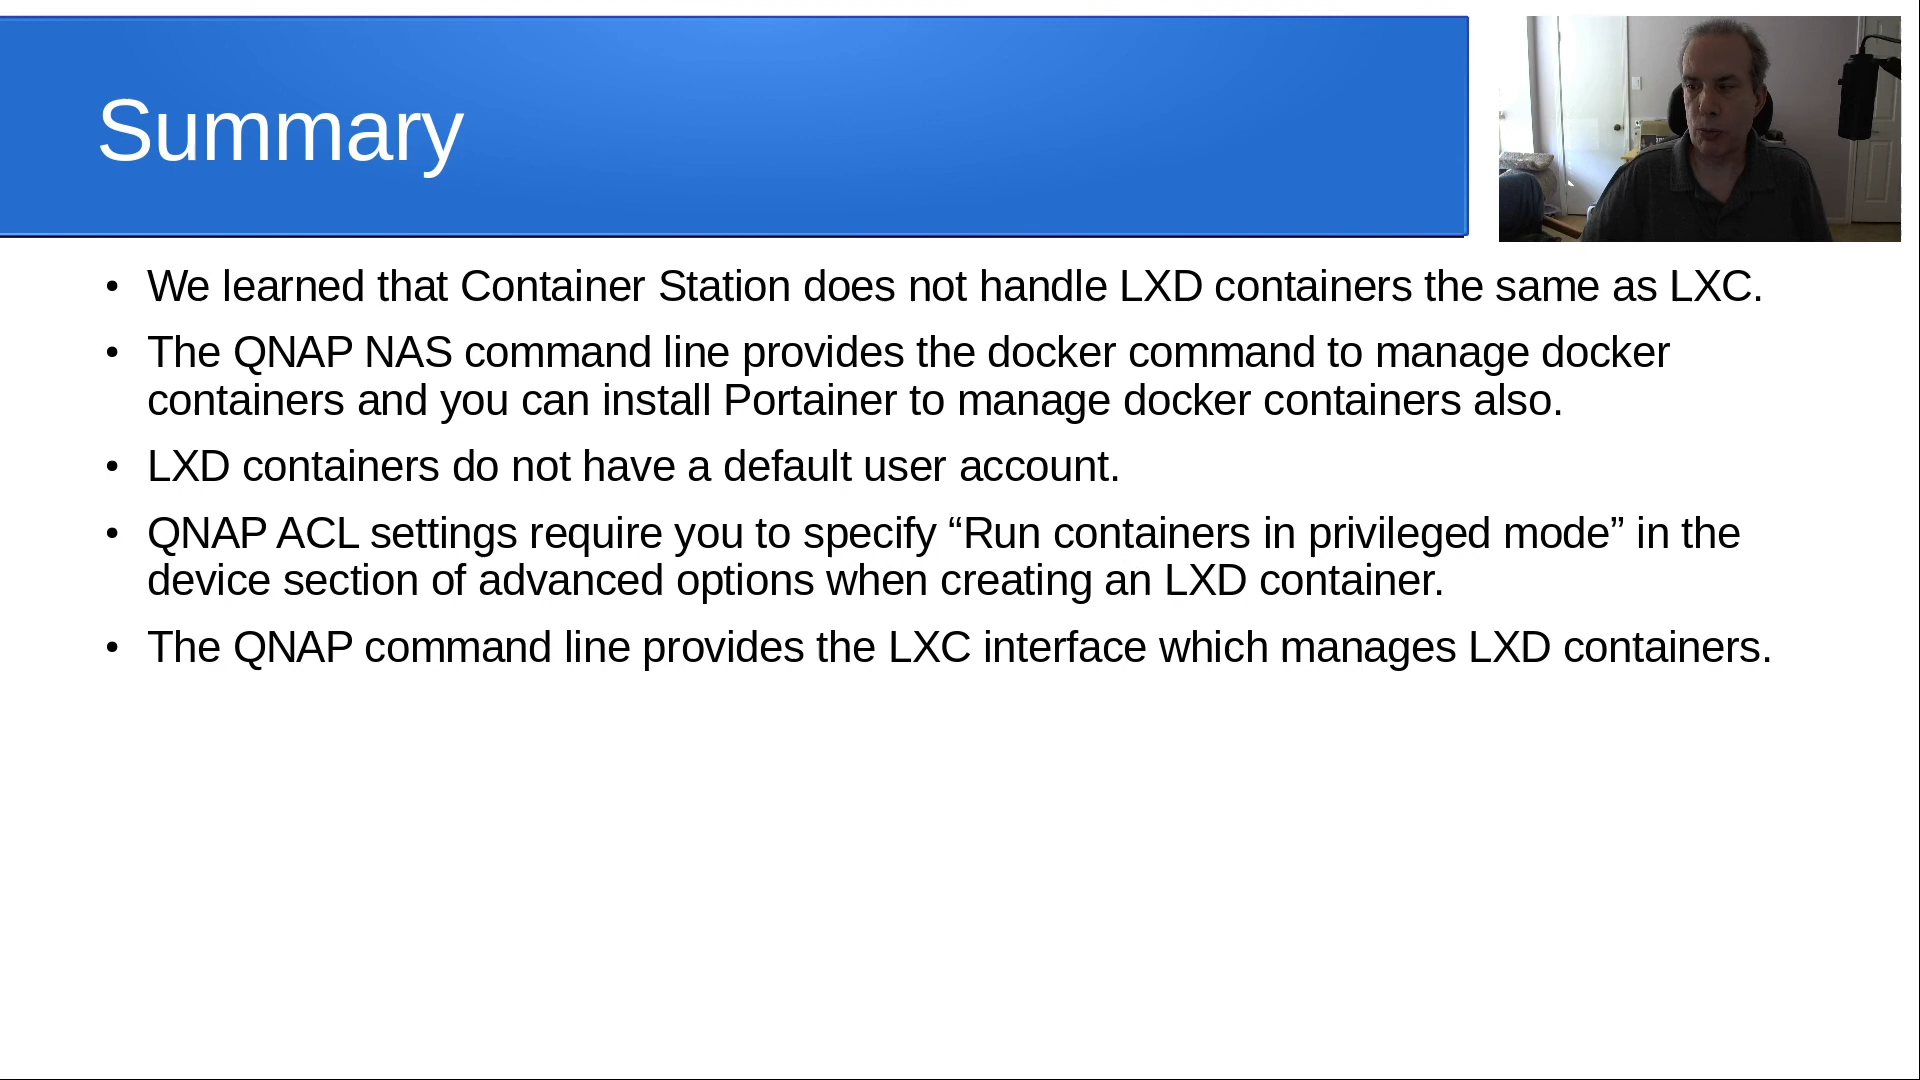 Summary
• We learned that Container Station does not handle LXD containers the same as LXC.
• The QNAP NAS command line provides the docker command to manage docker
containers and you can install Portainer to manage docker containers also.
• LXD containers do not have a default user account.
• QNAP ACL settings require you to specify “Run containers in privileged mode” in the
device section of advanced options when creating an LXD container.
• The QNAP command line provides the LXC interface which manages LXD containers.